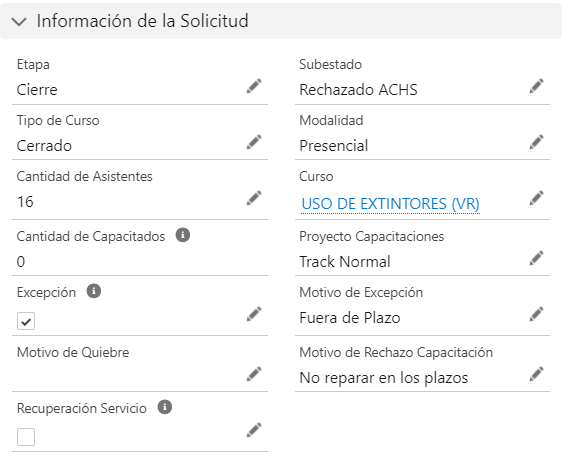 Información de la Solicitud
Etapa
Cierre
Subestado
Rechazado ACHS
Tipo de Curso
Cerrado
Modalidad
Presencial
Cantidad de Asistentes
16
Curso
USO DE EXTINTORES (VR)
Cantidad de Capacitados
0
Proyecto Capacitaciones
Track Normal
Excepción
Motivo de Excepción
Fuera de Plazo
Motivo de Quiebre
Motivo de Rechazo Capacitación
No reparar en los plazos
Recuperación Servicio